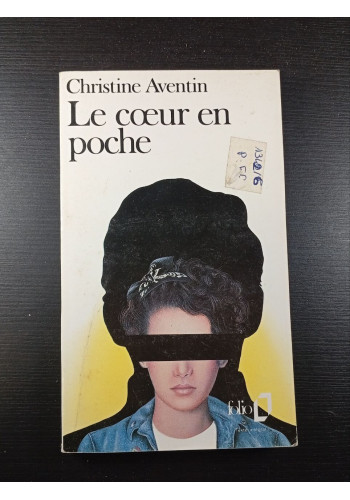 Christine Aventin
Le cœur en
poche
folio